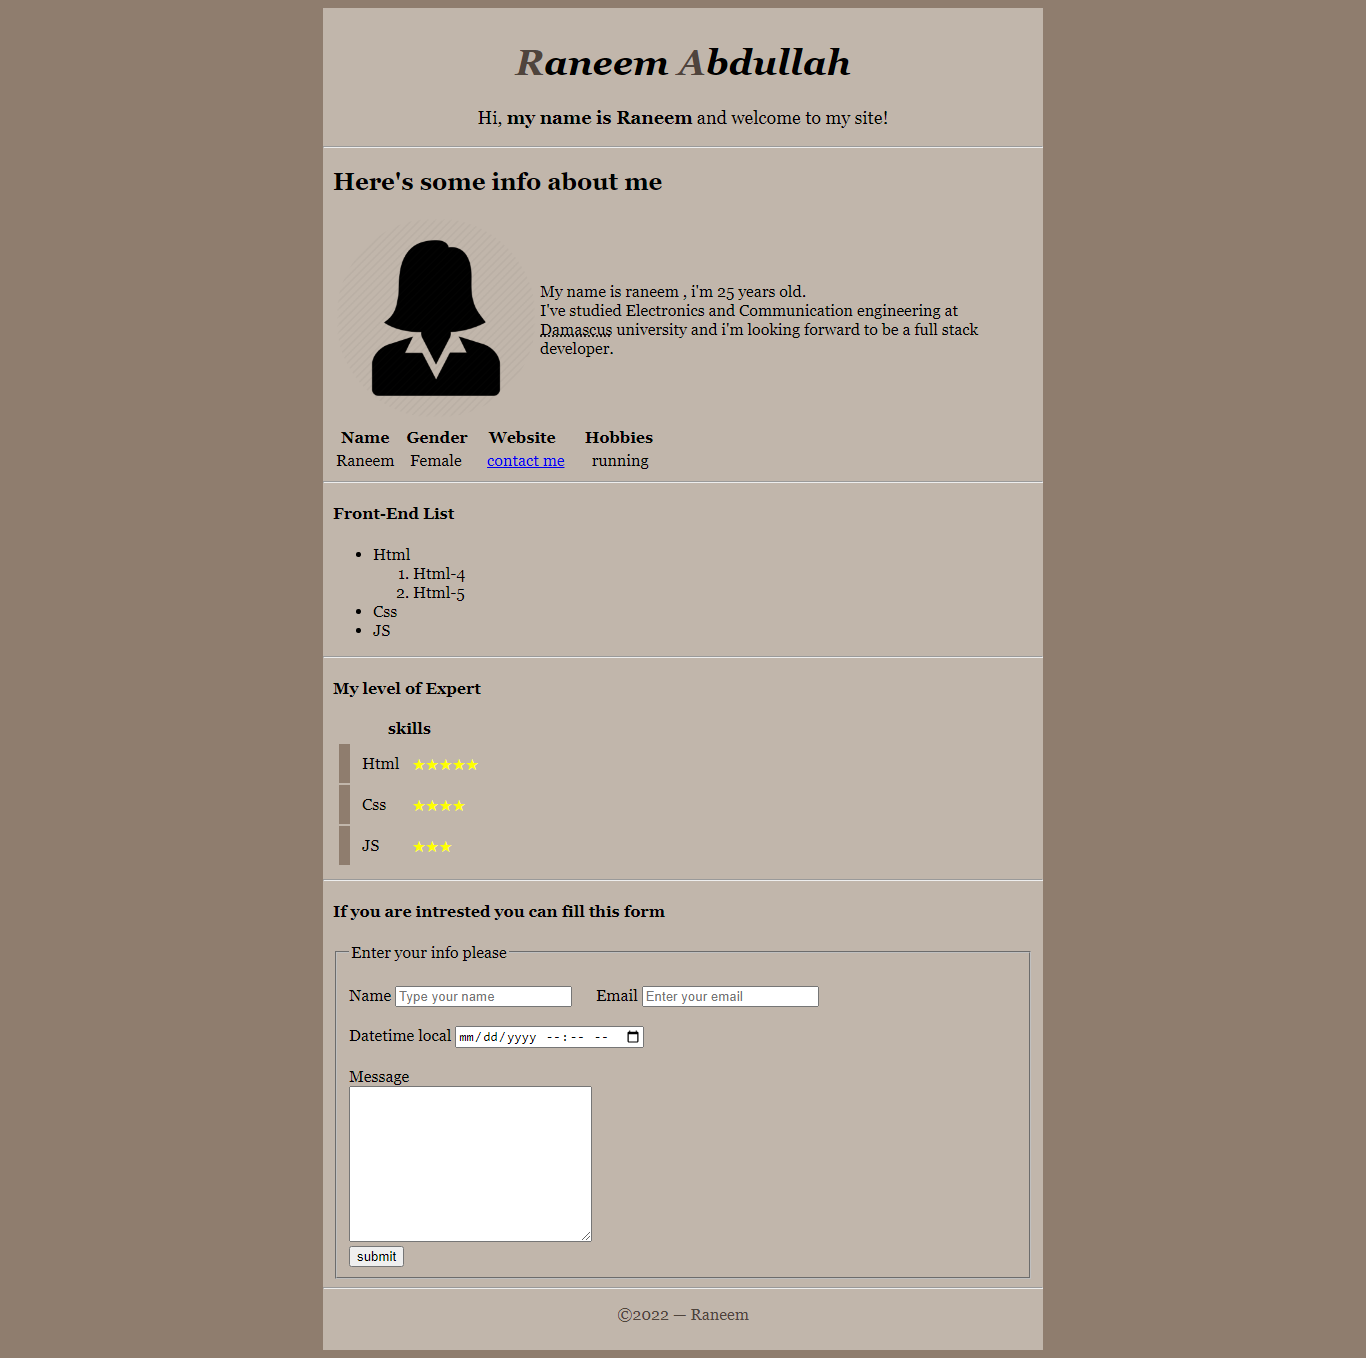 Raneem Abdullah
Hi, my name is Raneem and welcome to my site!
Here's some info about me
My name is raneem , i'm 25 years old.
I've studied Electronics and Communication engineering at
Damascus university and i'm looking forward to be a full stack
developer.
Name Gender Website Hobbies
Raneem Female contact me running
Front-End List
• Html
1. Html-4
2. Html-5
• Css
• JS
My level of Expert
skills
Html ★★★★★
Css ★★★★
JS ★★★
If you are intrested you can fill this form
Enter your info please
Name Type your name Email Enter your email
Datetime local mm/dd/yyyy --:-- --
Message
submit
©2022 — Raneem